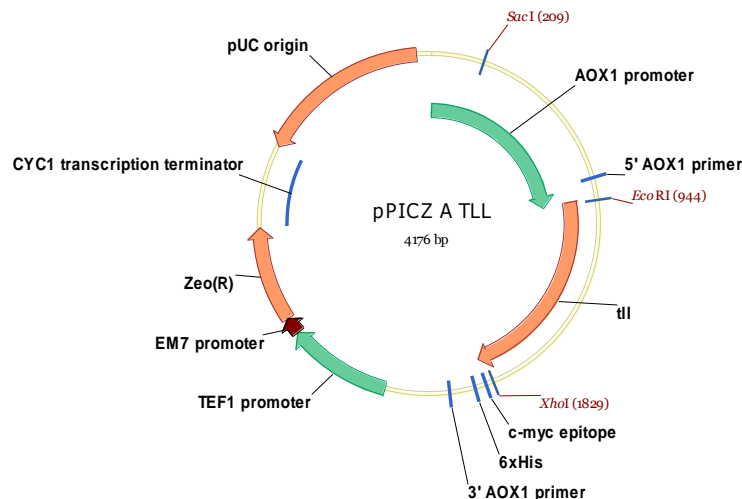 SacI (209)
pUC origin
AOX1 promoter
CYC1 transcription terminator
5' AOX1 primer
EcoRI (944)
pPICZ A TLL
4176 bp
Zeo(R)
tll
EM7 promoter
TEF1 promoter
XhoI (1829)
c-myc epitope
6xHis
3' AOX1 primer